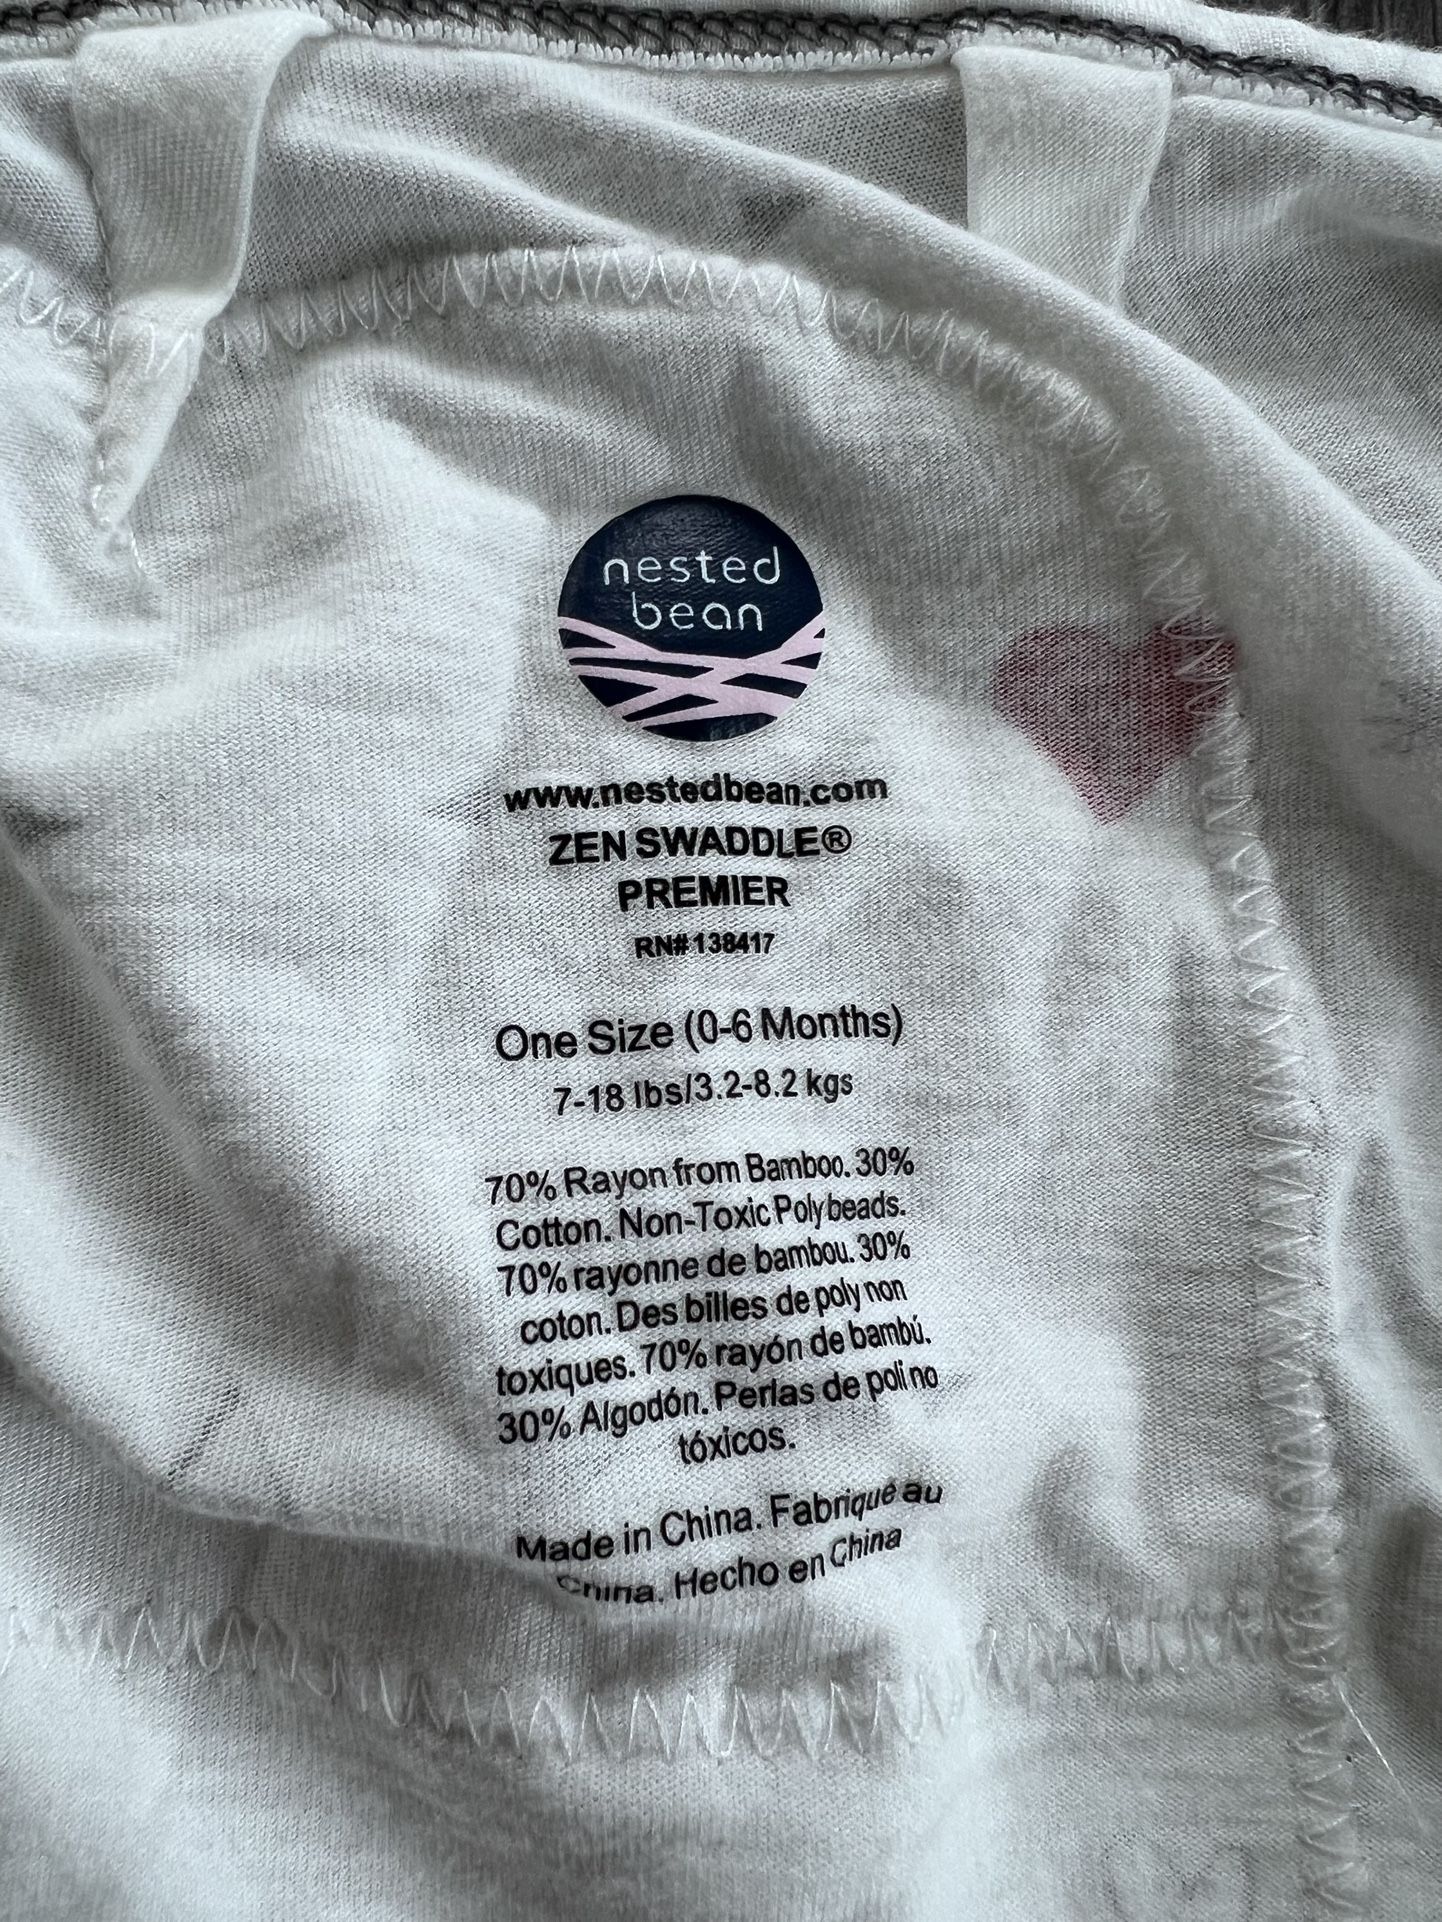 nested
bean
www.nestedbean.com
ZEN SWADDLE®
PREMIER
RN# 138417
One Size (0-6 Months)
7-18 lbs/3.2-8.2 kgs
70% Rayon from Bamboo. 30%
Cotton. Non-Toxic Polybeads.
70% rayonne de bambou. 30%
coton. Des billes de poly non
toxiques. 70% rayón de bambú.
30% Algodón. Perlas de poli no
tóxicos.
Made in China. Fabriqué au
China. Hecho en China